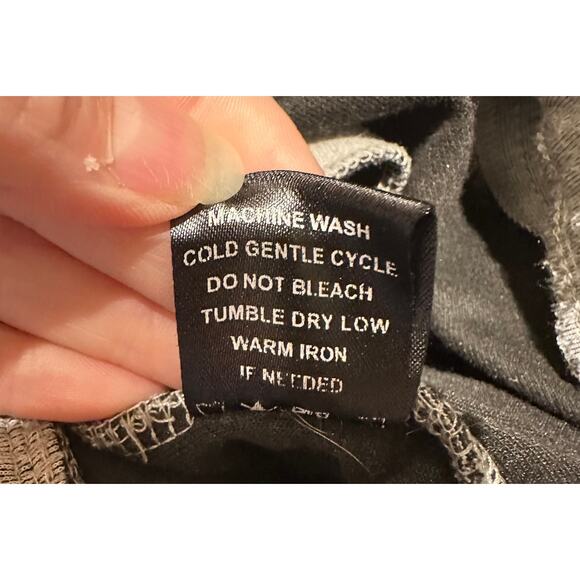 MACHINE WASH
COLD GENTLE CYCLE
DO NOT BLEACH
TUMBLE DRY LOW
WARM IRON
IF NEEDED